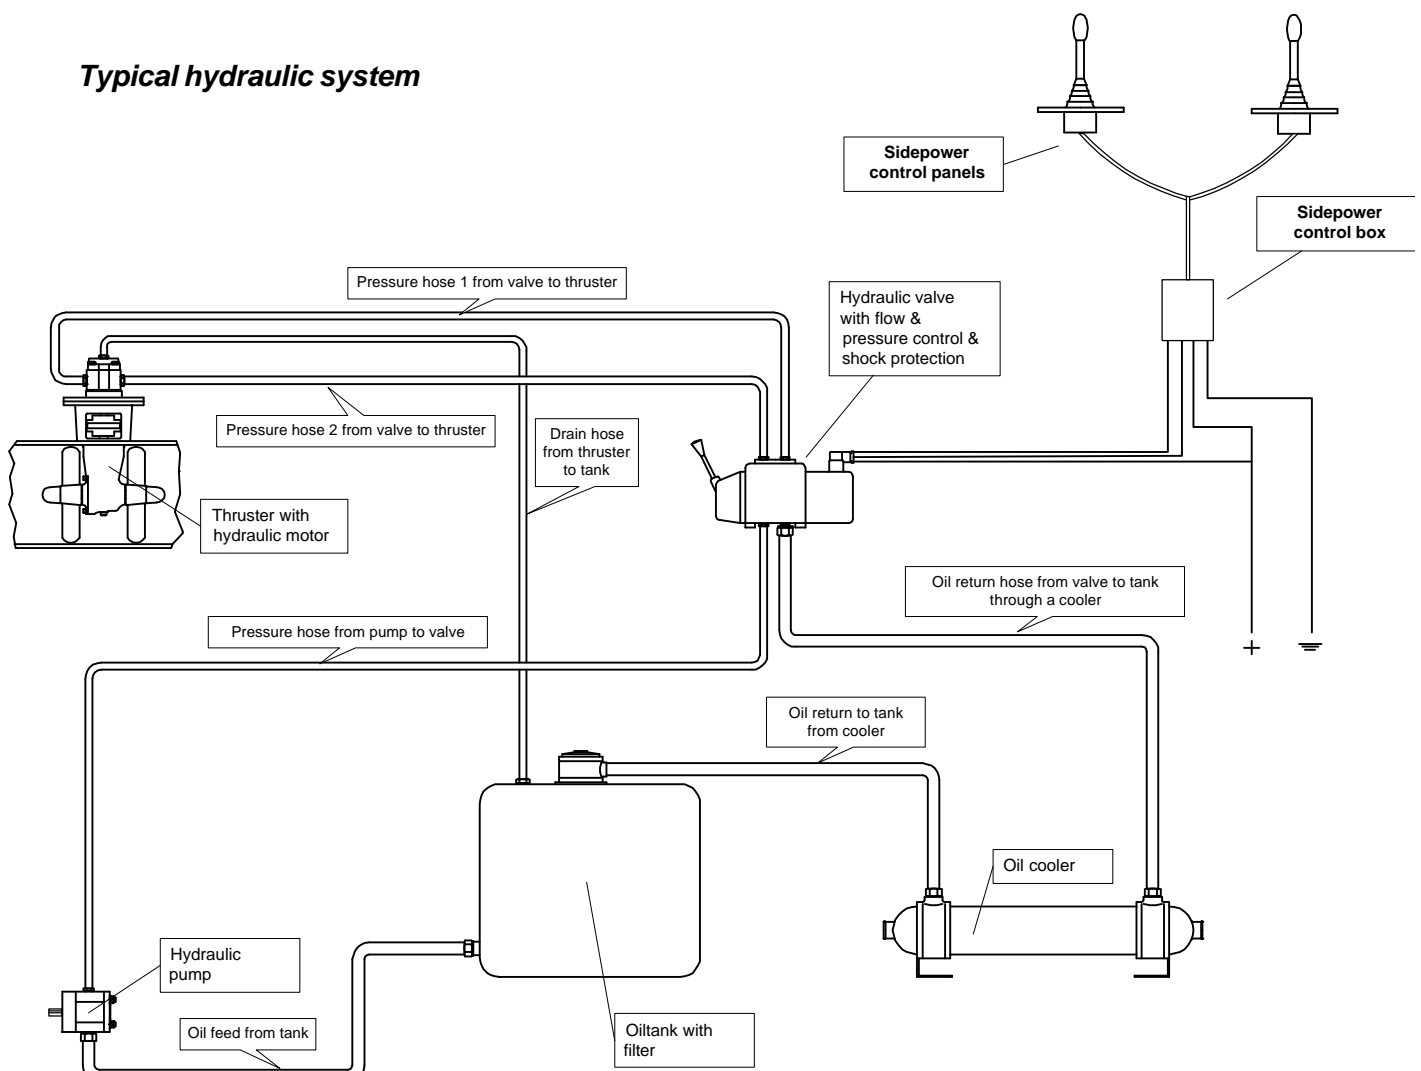 Typical hydraulic system
Sidepower
control panels
Sidepower
control box
Pressure hose 1 from valve to thruster
Hydraulic valve
with flow &
pressure control &
shock protection
Pressure hose 2 from valve to thruster
Drain hose
from thruster
to tank
Thruster with
hydraulic motor
Oil return hose from valve to tank
through a cooler
Pressure hose from pump to valve
Oil return to tank
from cooler
Oil cooler
Hydraulic
pump
Oil feed from tank
Oiltank with
filter